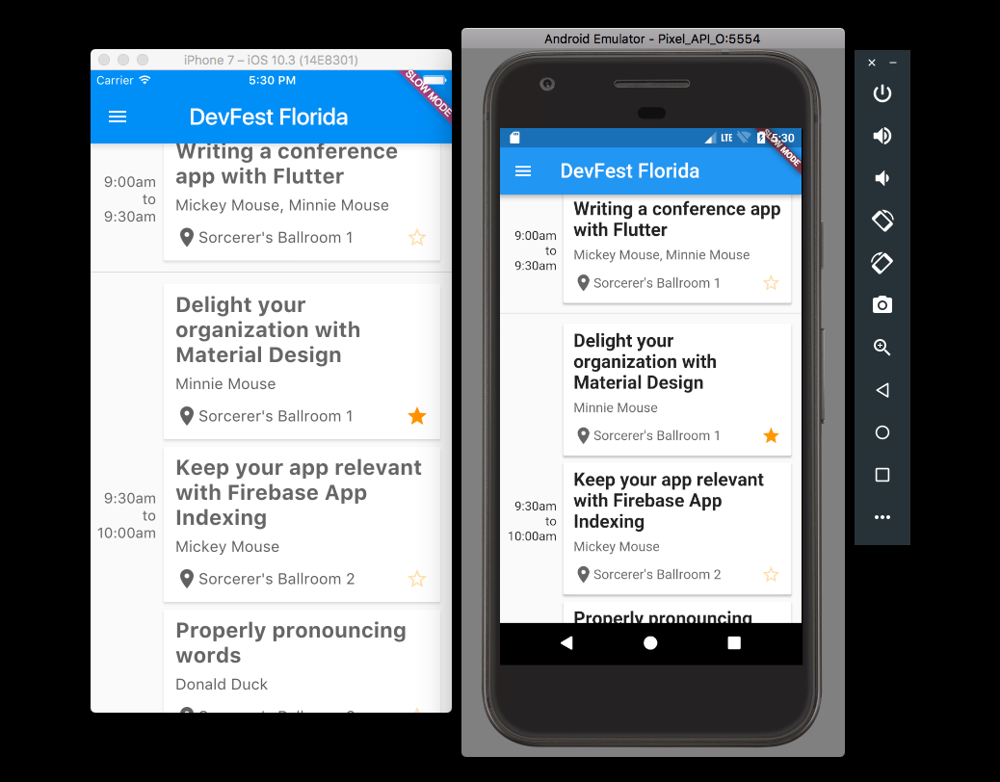 iPhone 7 – iOS 10.3 (14E8301)
Carrier
5:30 PM
SLOW MODE
DevFest Florida
9:00am
to
9:30am
Writing a conference
app with Flutter
Mickey Mouse, Minnie Mouse
Sorcerer's Ballroom 1
Delight your
organization with
Material Design
Minnie Mouse
Sorcerer's Ballroom 1
9:30am
to
10:00am
Keep your app relevant
with Firebase App
Indexing
Mickey Mouse
Sorcerer's Ballroom 2
Properly pronouncing
words
Donald Duck
Android Emulator - Pixel_API_O:5554
LTE
5:30
SLOW MODE
DevFest Florida
9:00am
to
9:30am
Writing a conference app
with Flutter
Mickey Mouse, Minnie Mouse
Sorcerer's Ballroom 1
Delight your
organization with
Material Design
Minnie Mouse
Sorcerer's Ballroom 1
9:30am
to
10:00am
Keep your app relevant
with Firebase App
Indexing
Mickey Mouse
Sorcerer's Ballroom 2
Properly pronouncing